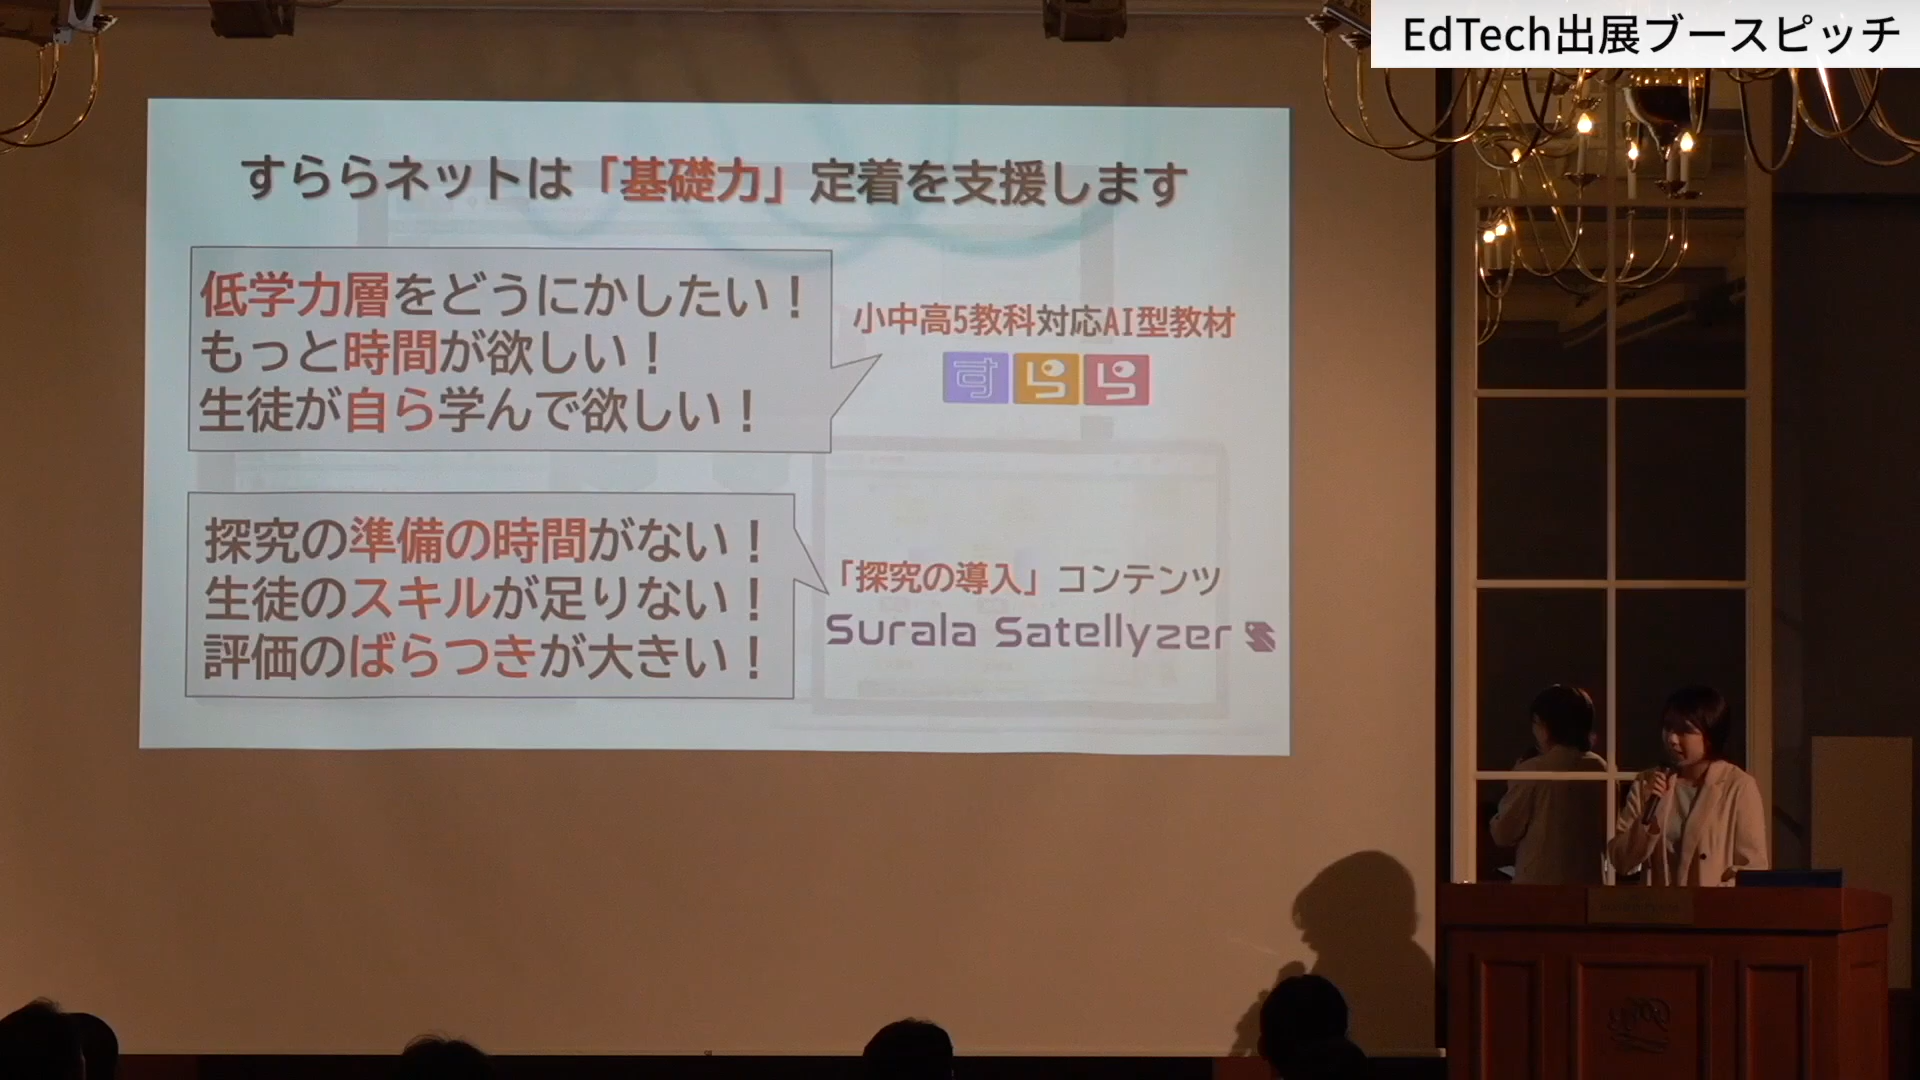 EdTech出展ブースピッチ
すららネットは「基礎力」定着を支援します
低学力層をどうにかしたい！
もっと時間が欲しい！
生徒が自ら学んで欲しい！
小中高5教科対応AI型教材
すらら
探究の準備の時間がない！
生徒のスキルが足りない！
評価のばらつきが大きい！
「探究の導入」コンテンツ
Surala Satellyzer